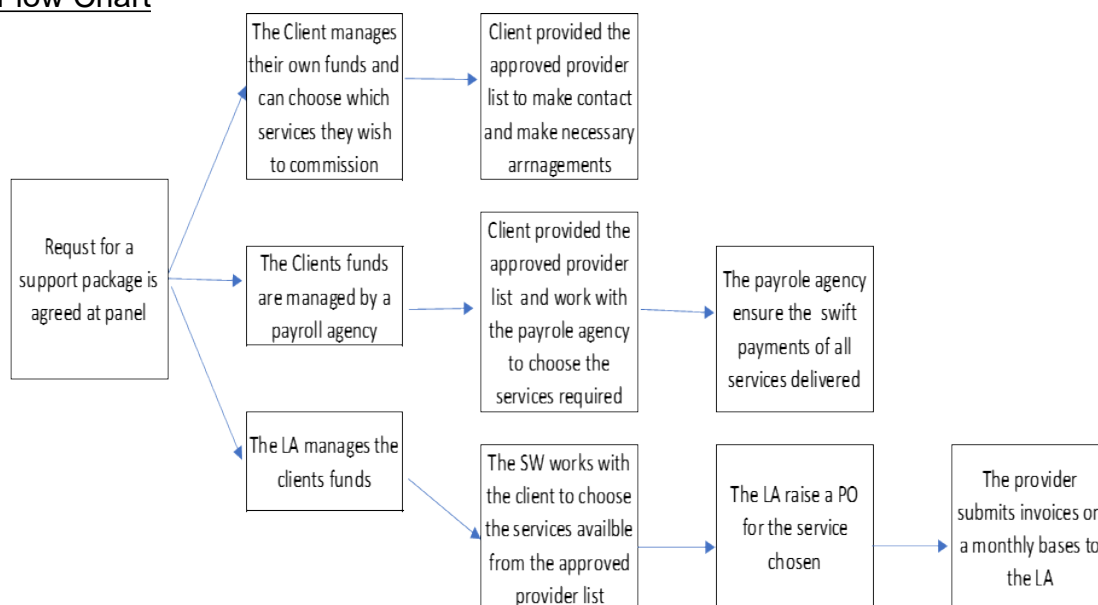 Flow Chart
The Client manages
their own funds and
can choose which
services they wish
to commission
Client provided the
approved provider
list to make contact
and make necessary
arrnagements
Requst for a
support package is
agreed at panel
The Clients funds
are managed by a
payroll agency
Client provided the
approved provider
list and work with
the payrole agency
to choose the
services required
The payrole agency
ensure the swift
payments of all
services delivered
The LA manages the
clients funds
The SW works with
the client to choose
the services availble
from the approved
provider list
The LA raise a PO
for the service
chosen
The provider
submits invoices on
a monthly bases to
the LA